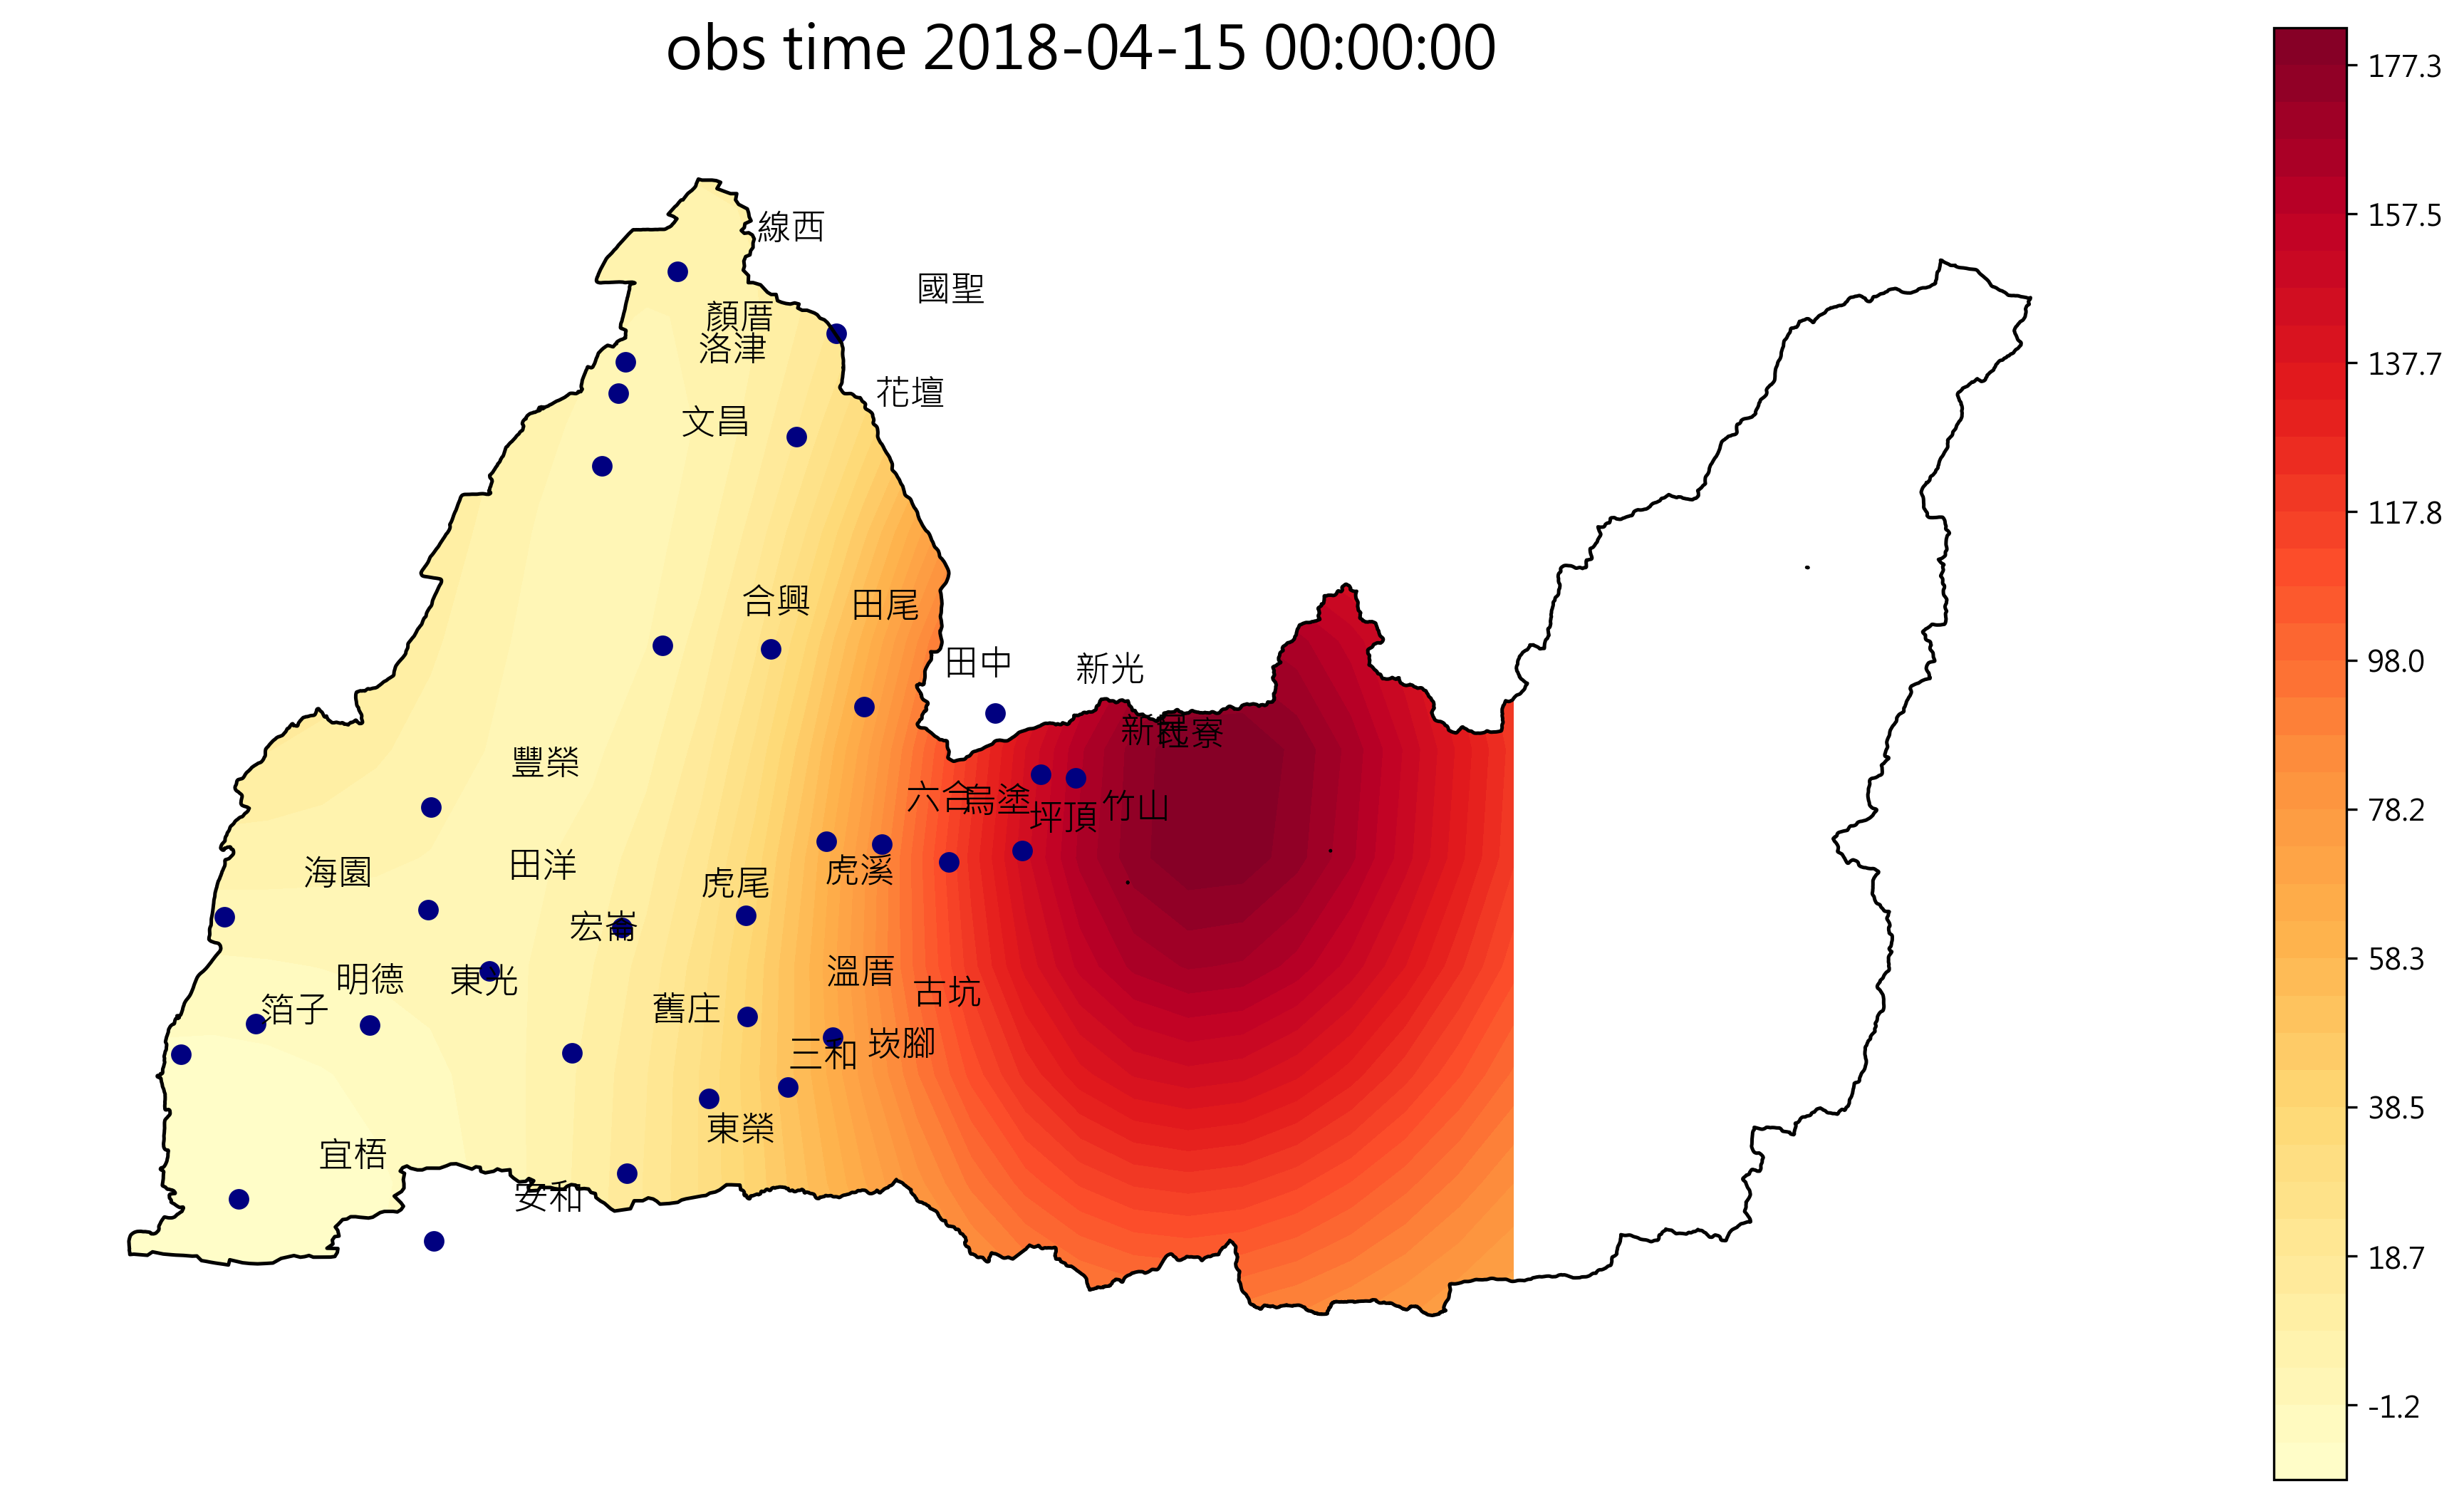 obs time 2018-04-15 00:00:00
線西
國聖
顏厝
洛津
花壇
文昌
合興
田尾
田中
新光
新民
社寮
豐榮
六合
烏塗
坪頂
竹山
海園
田洋
虎尾
虎溪
宏崙
明德
東光
溫厝
古坑
箔子
舊庄
三和
崁腳
東榮
宜梧
安和
177.3
157.5
137.7
117.8
98.0
78.2
58.3
38.5
18.7
-1.2